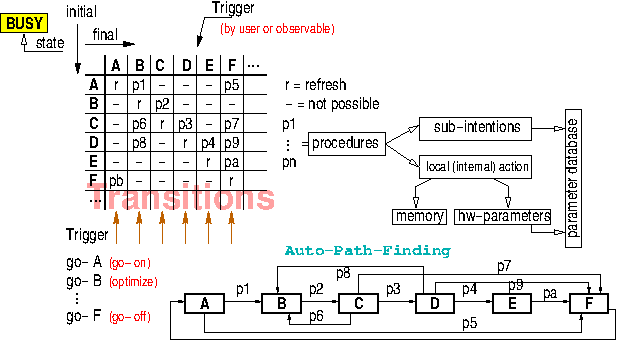 BUSY
state
initial
final
Trigger
(by user or observable)
A B C D E F ...
A r p1 – – – p5
B – r p2 – – –
C – p6 r p3 – p7
D – p8 – r p4 p9
E – – – – r pa
F pb – – – – r
...
Transitions
r = refresh
– = not possible
p1
⋮ = procedures
pn
sub–intentions
local (internal) action
memory
hw–parameters
parameter database
Trigger
go– A (go–on)
go– B (optimize)
⋮
go– F (go–off)
Auto–Path–Finding
p8 p7
p9
p1 p2 p3 p4 pa
A B C D E F
p6
p5